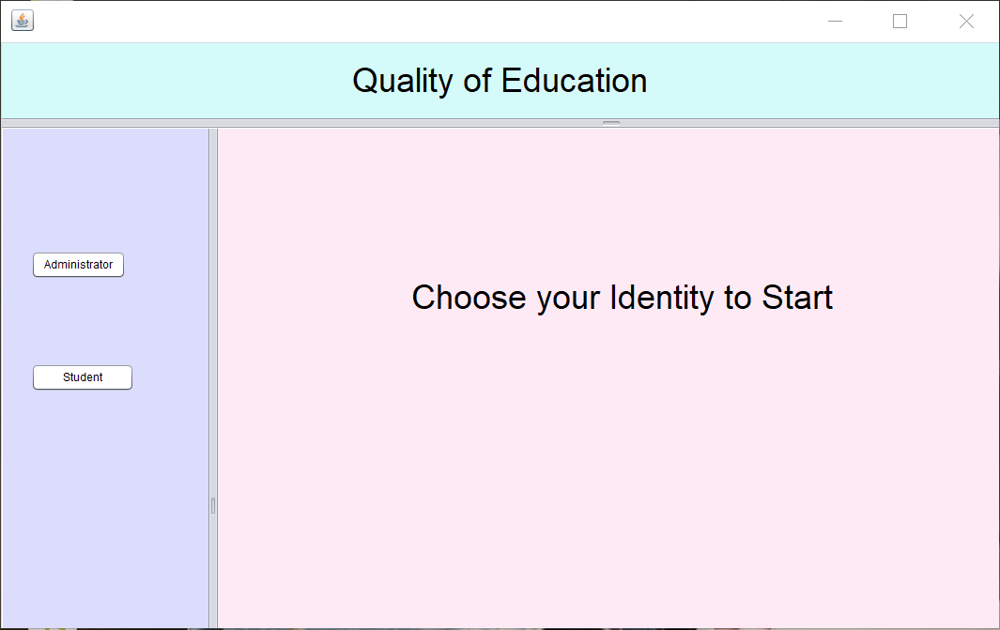 Quality of Education
Administrator
Choose your Identity to Start
Student